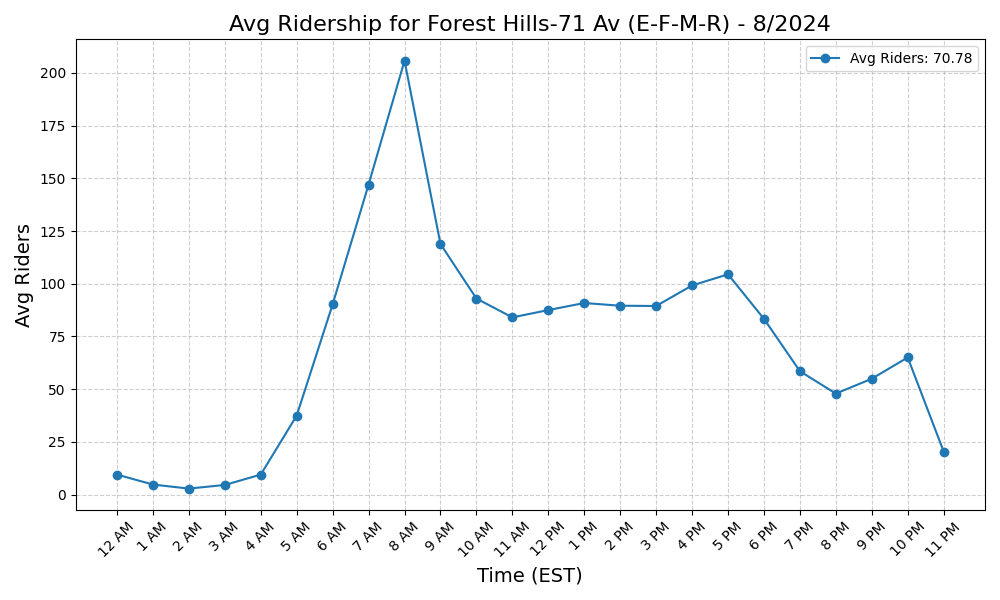 Avg Ridership for Forest Hills-71 Av (E-F-M-R) - 8/2024
Avg Riders: 70.78
Avg Riders
200
175
150
125
100
75
50
25
0
12 AM
1 AM
2 AM
3 AM
4 AM
5 AM
6 AM
7 AM
8 AM
9 AM
10 AM
11 AM
12 PM
1 PM
2 PM
3 PM
4 PM
5 PM
6 PM
7 PM
8 PM
9 PM
10 PM
11 PM
Time (EST)